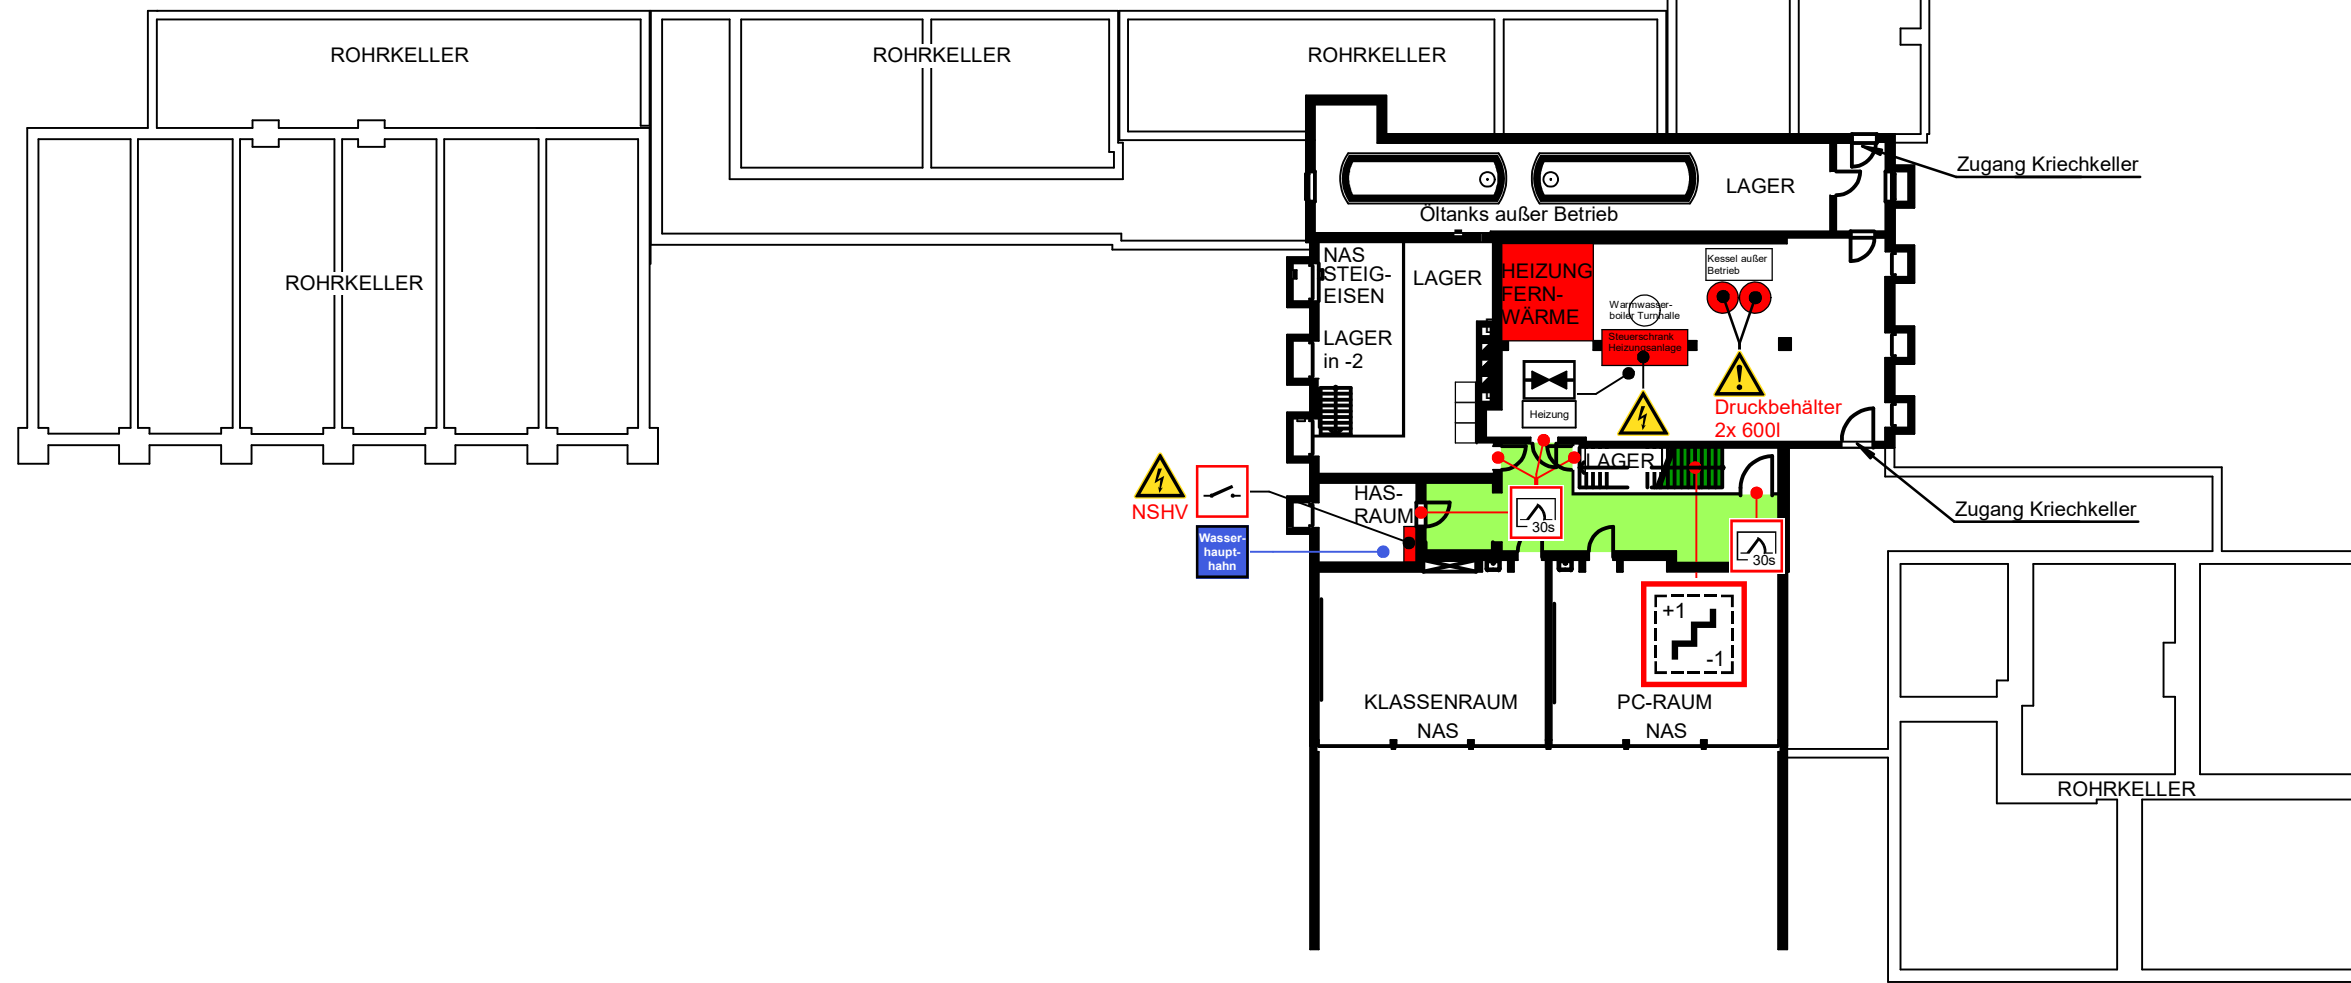 ROHRKELLER
ROHRKELLER
ROHRKELLER
Zugang Kriechkeller
LAGER
Öltanks außer Betrieb
NAS
STEIG-
EISEN
LAGER
HEIZUNG
FERN-
WÄRME
Kessel außer
Betrieb
ROHRKELLER
Warmwasser-
boiler Turnhalle
LAGER
in -2
Steuerschrank
Heizungsanlage
Heizung
Druckbehälter
2x 600l
LAGER
HAS-
RAUM
NSHV
30s
Zugang Kriechkeller
Wasser-
haupt-
hahn
30s
+1
-1
KLASSENRAUM
NAS
PC-RAUM
NAS
ROHRKELLER